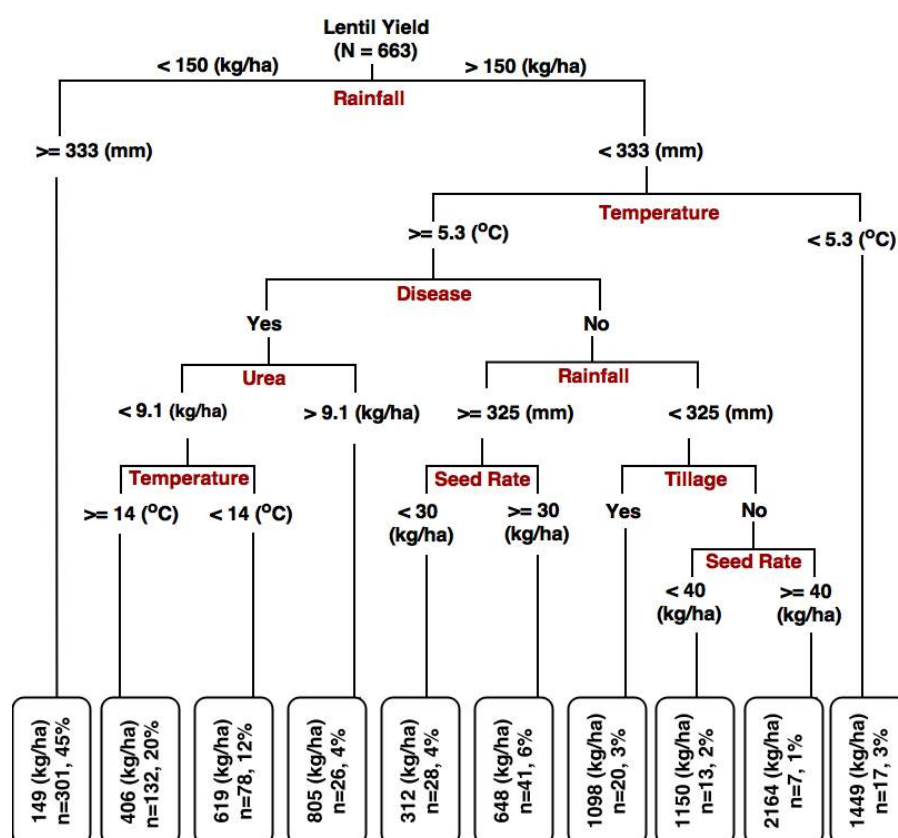 Lentil Yield
(N = 663)
< 150 (kg/ha) > 150 (kg/ha)
Rainfall
>= 333 (mm) < 333 (mm)
Temperature
>= 5.3 (ºC) < 5.3 (ºC)
Disease
Yes No
Urea Rainfall
< 9.1 (kg/ha) > 9.1 (kg/ha) >= 325 (mm) < 325 (mm)
Temperature Seed Rate Tillage
>= 14 (ºC) < 14 (ºC) < 30 >= 30 Yes No
(kg/ha) (kg/ha)
Seed Rate
< 40 >= 40
(kg/ha) (kg/ha)
149 (kg/ha)
n=301, 45%
406 (kg/ha)
n=132, 20%
619 (kg/ha)
n=78, 12%
805 (kg/ha)
n=26, 4%
312 (kg/ha)
n=28, 4%
648 (kg/ha)
n=41, 6%
1098 (kg/ha)
n=20, 3%
1150 (kg/ha)
n=13, 2%
2164 (kg/ha)
n=7, 1%
1449 (kg/ha)
n=17, 3%